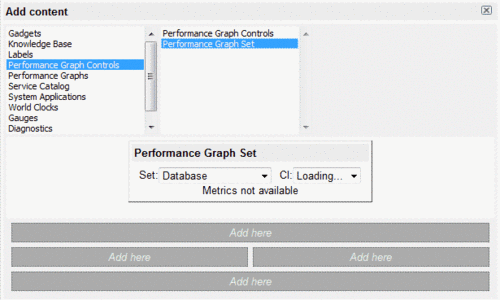 Add content
Gadgets
Knowledge Base
Labels
Performance Graph Controls
Performance Graphs
Service Catalog
System Applications
World Clocks
Gauges
Diagnostics
Performance Graph Controls
Performance Graph Set
Performance Graph Set
Set: Database CI: Loading...
Metrics not available
Add here
Add here Add here
Add here